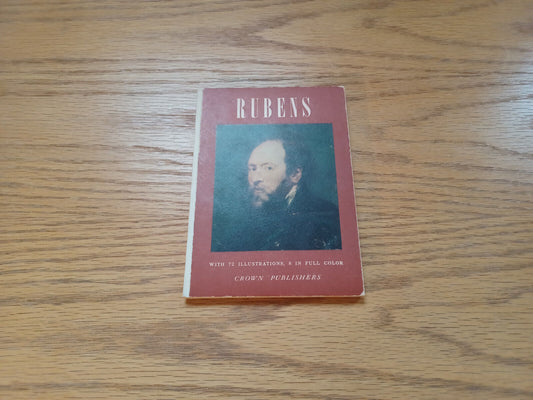 RUBENS
WITH 72 ILLUSTRATIONS, 8 IN FULL COLOR
CROWN PUBLISHERS